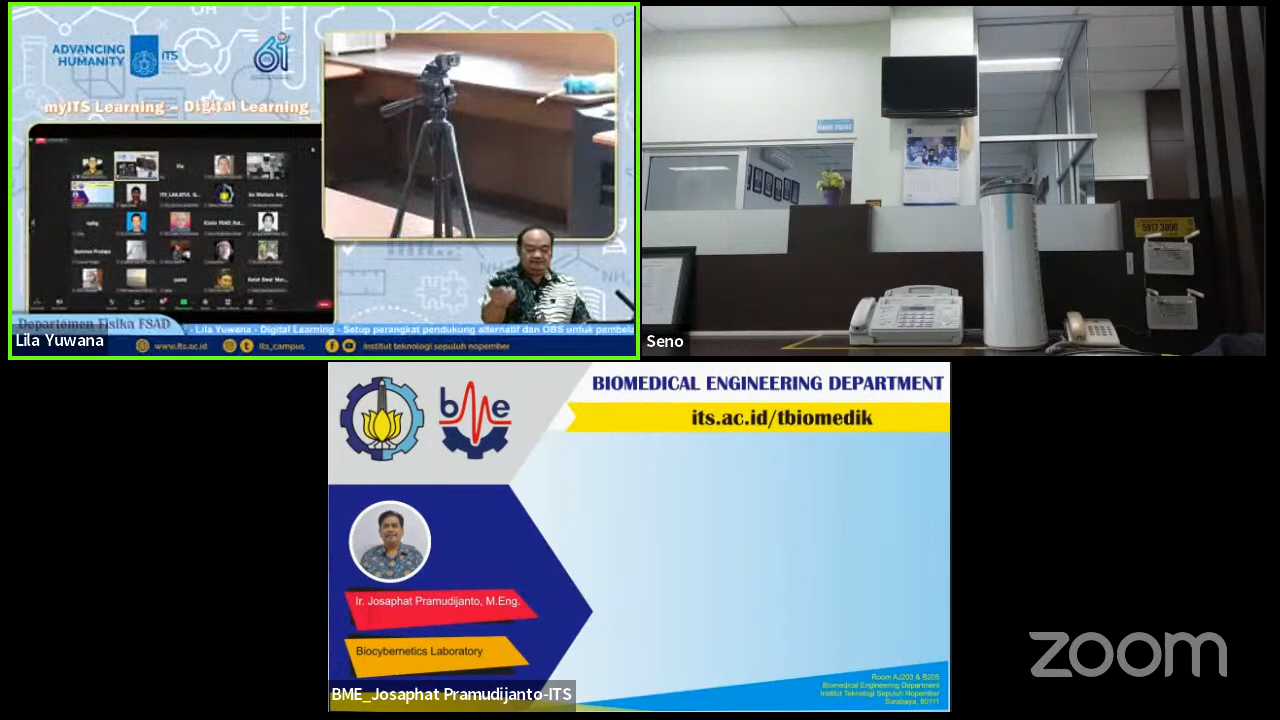 ADVANCING
HUMANITY
ITS
61
myITS Learning - Digital Learning
Departemen Fisika FSAD
- Lila Yuwana - Digital Learning - Setup perangkat pendukung alternatif dan OBS untuk pembela
www.its.ac.id
its_campus
institut teknologi sepuluh nopember
Lila Yuwana
5917 3000
Seno
BIOMEDICAL ENGINEERING DEPARTMENT
its.ac.id/tbiomedik
bme
Ir. Josaphat Pramudijanto, M.Eng.
Biocybernetics Laboratory
Room AJ203 & B205
Biomedical Engineering Department
Institut Teknologi Sepuluh Nopember
Surabaya, 60111
BME_Josaphat Pramudijanto-ITS
zoom